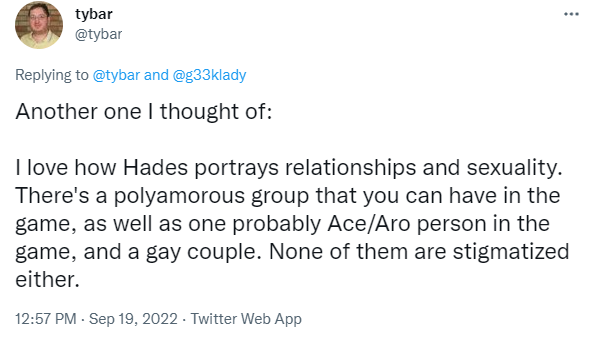 tybar
@tybar
Replying to @tybar and @g33klady
Another one I thought of:
I love how Hades portrays relationships and sexuality.
There's a polyamorous group that you can have in the
game, as well as one probably Ace/Aro person in the
game, and a gay couple. None of them are stigmatized
either.
12:57 PM · Sep 19, 2022 · Twitter Web App